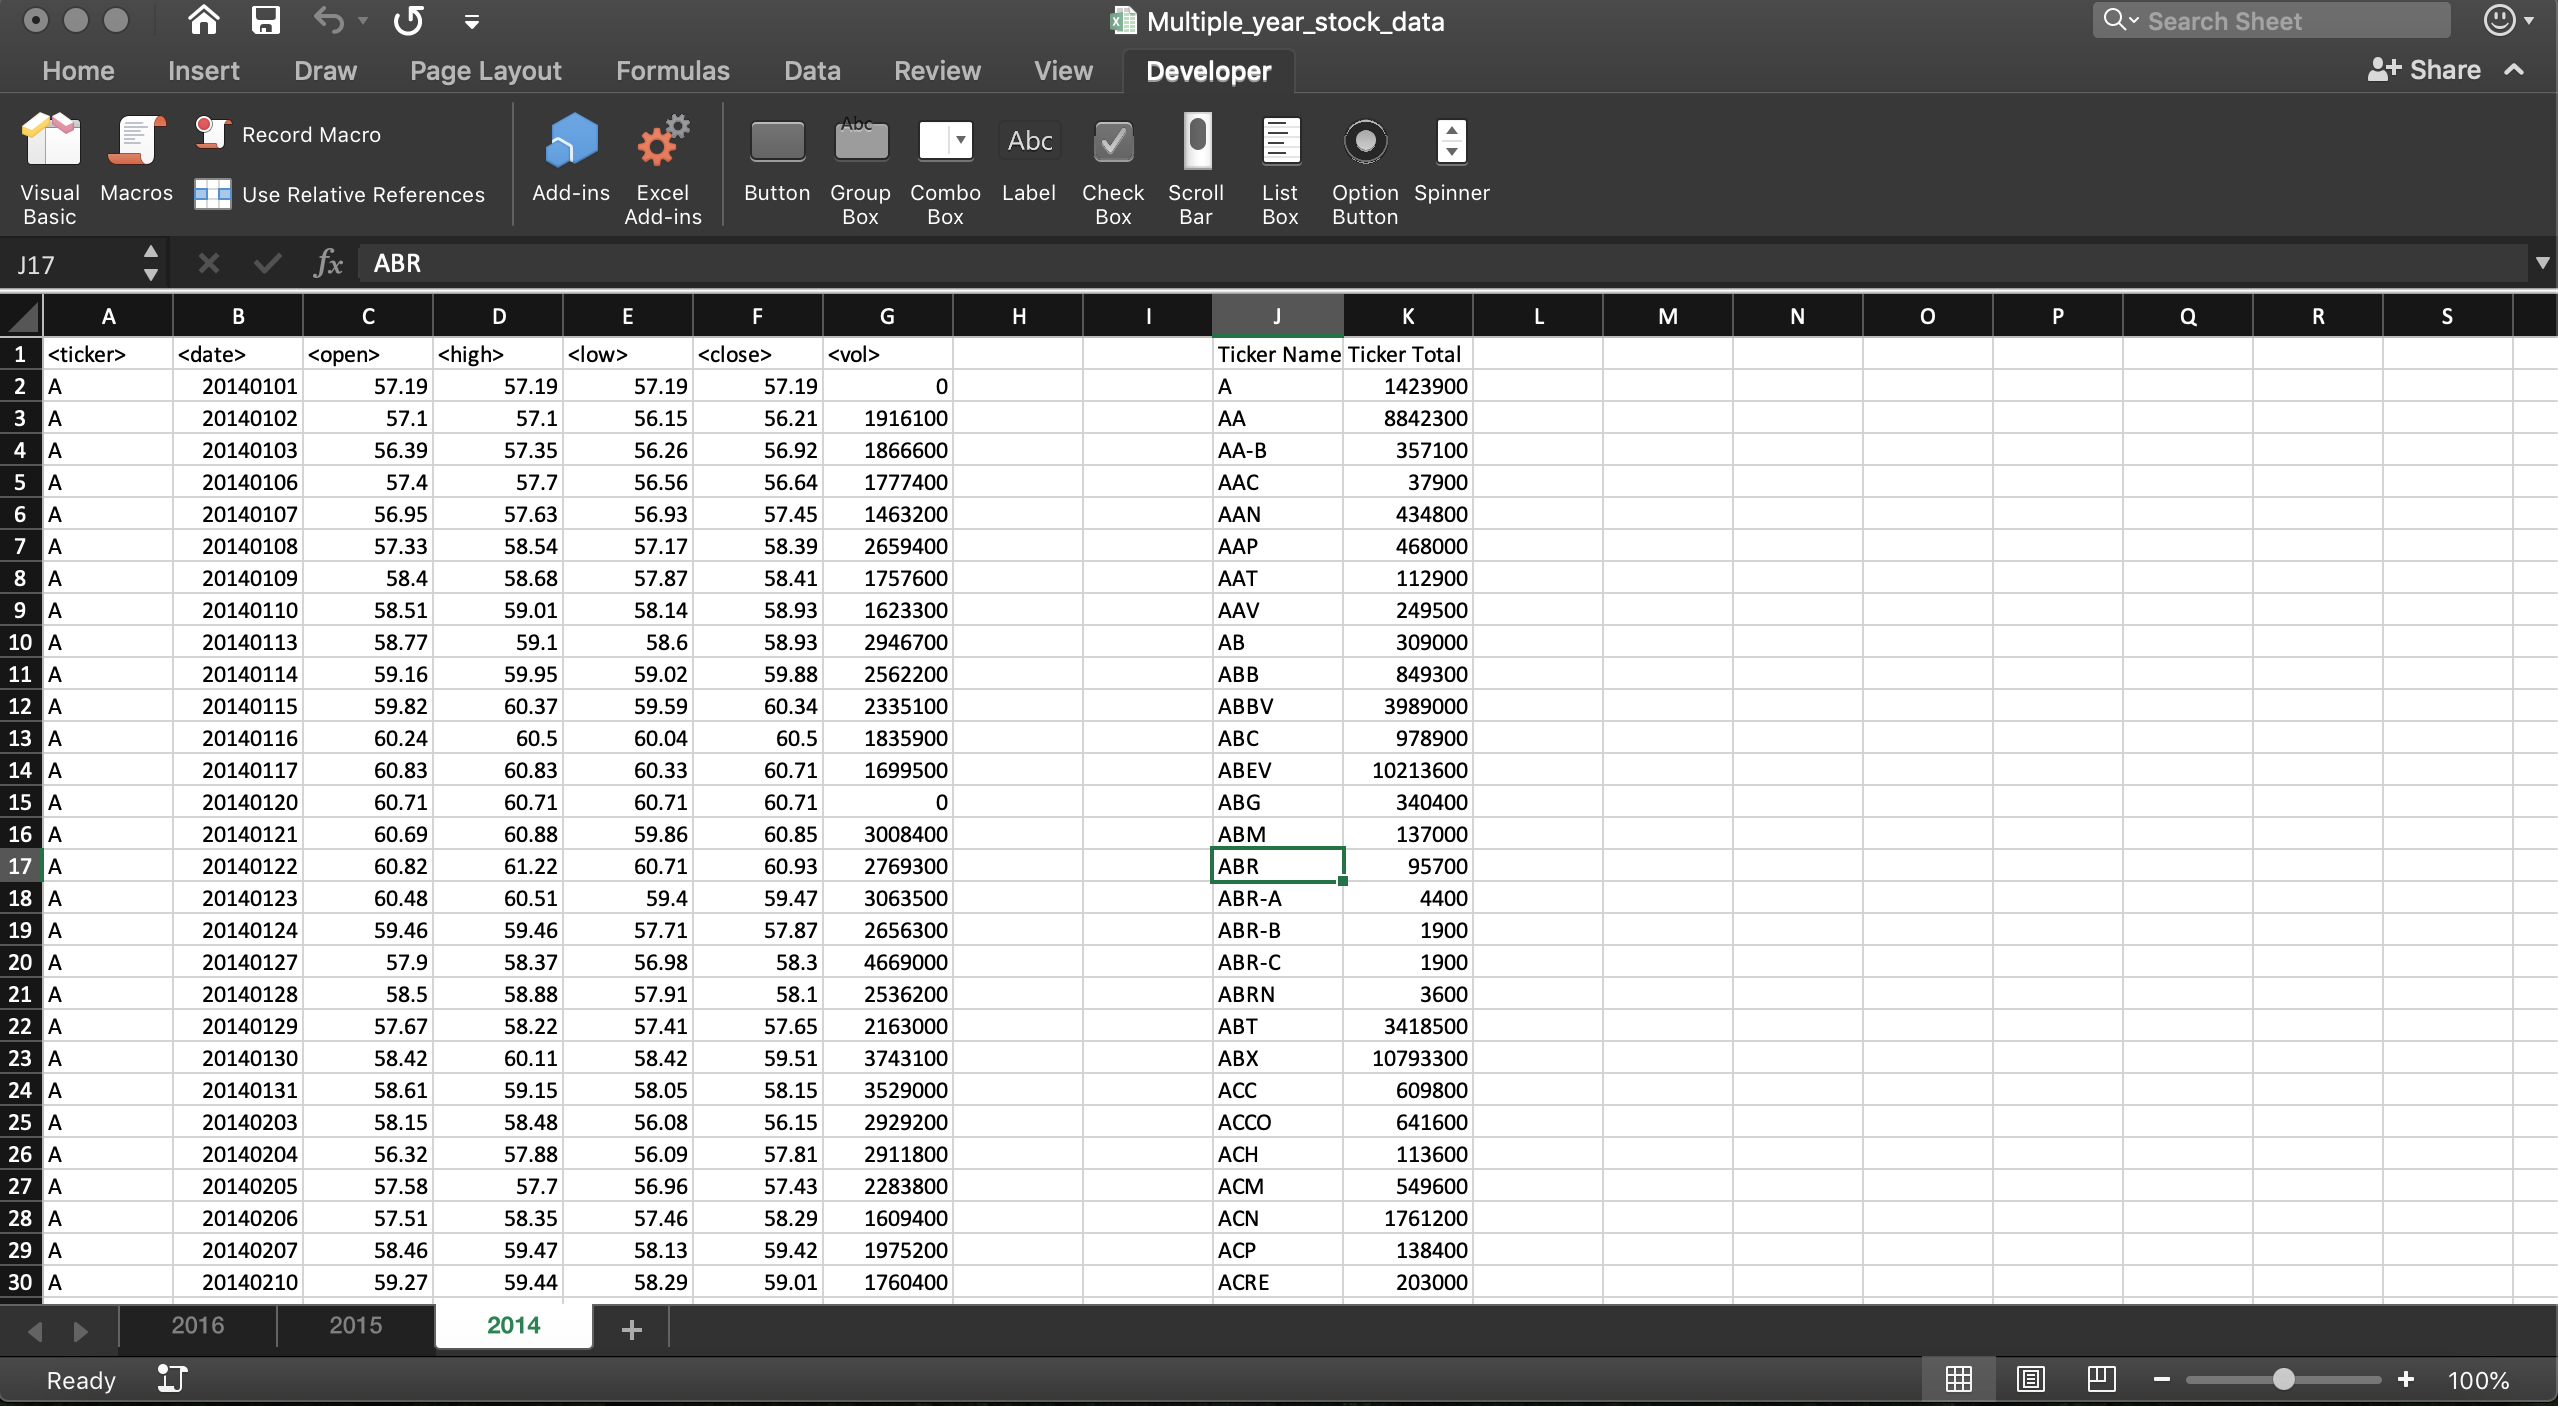 Multiple_year_stock_data
Search Sheet
Home Insert Draw Page Layout Formulas Data Review View Developer Share
Visual Basic Macros Record Macro Use Relative References Add-ins Excel Add-ins Button Abc Group Box Combo Box Abc Label Check Box Scroll Bar List Box Option Button Spinner
J17 fx ABR
A B C D E F G H I J K L M N O P Q R S
1 <ticker> <date> <open> <high> <low> <close> <vol> Ticker Name Ticker Total
2 A 20140101 57.19 57.19 57.19 57.19 0 A 1423900
3 A 20140102 57.1 57.1 56.15 56.21 1916100 AA 8842300
4 A 20140103 56.39 57.35 56.26 56.92 1866600 AA-B 357100
5 A 20140106 57.4 57.7 56.56 56.64 1777400 AAC 37900
6 A 20140107 56.95 57.63 56.93 57.45 1463200 AAN 434800
7 A 20140108 57.33 58.54 57.17 58.39 2659400 AAP 468000
8 A 20140109 58.4 58.68 57.87 58.41 1757600 AAT 112900
9 A 20140110 58.51 59.01 58.14 58.93 1623300 AAV 249500
10 A 20140113 58.77 59.1 58.6 58.93 2946700 AB 309000
11 A 20140114 59.16 59.95 59.02 59.88 2562200 ABB 849300
12 A 20140115 59.82 60.37 59.59 60.34 2335100 ABBV 3989000
13 A 20140116 60.24 60.5 60.04 60.5 1835900 ABC 978900
14 A 20140117 60.83 60.83 60.33 60.71 1699500 ABEV 10213600
15 A 20140120 60.71 60.71 60.71 60.71 0 ABG 340400
16 A 20140121 60.69 60.88 59.86 60.85 3008400 ABM 137000
17 A 20140122 60.82 61.22 60.71 60.93 2769300 ABR 95700
18 A 20140123 60.48 60.51 59.4 59.47 3063500 ABR-A 4400
19 A 20140124 59.46 59.46 57.71 57.87 2656300 ABR-B 1900
20 A 20140127 57.9 58.37 56.98 58.3 4669000 ABR-C 1900
21 A 20140128 58.5 58.88 57.91 58.1 2536200 ABRN 3600
22 A 20140129 57.67 58.22 57.41 57.65 2163000 ABT 3418500
23 A 20140130 58.42 60.11 58.42 59.51 3743100 ABX 10793300
24 A 20140131 58.61 59.15 58.05 58.15 3529000 ACC 609800
25 A 20140203 58.15 58.48 56.08 56.15 2929200 ACCO 641600
26 A 20140204 56.32 57.88 56.09 57.81 2911800 ACH 113600
27 A 20140205 57.58 57.7 56.96 57.43 2283800 ACM 549600
28 A 20140206 57.51 58.35 57.46 58.29 1609400 ACN 1761200
29 A 20140207 58.46 59.47 58.13 59.42 1975200 ACP 138400
30 A 20140210 59.27 59.44 58.29 59.01 1760400 ACRE 203000
2016 2015 2014 +
Ready 100%